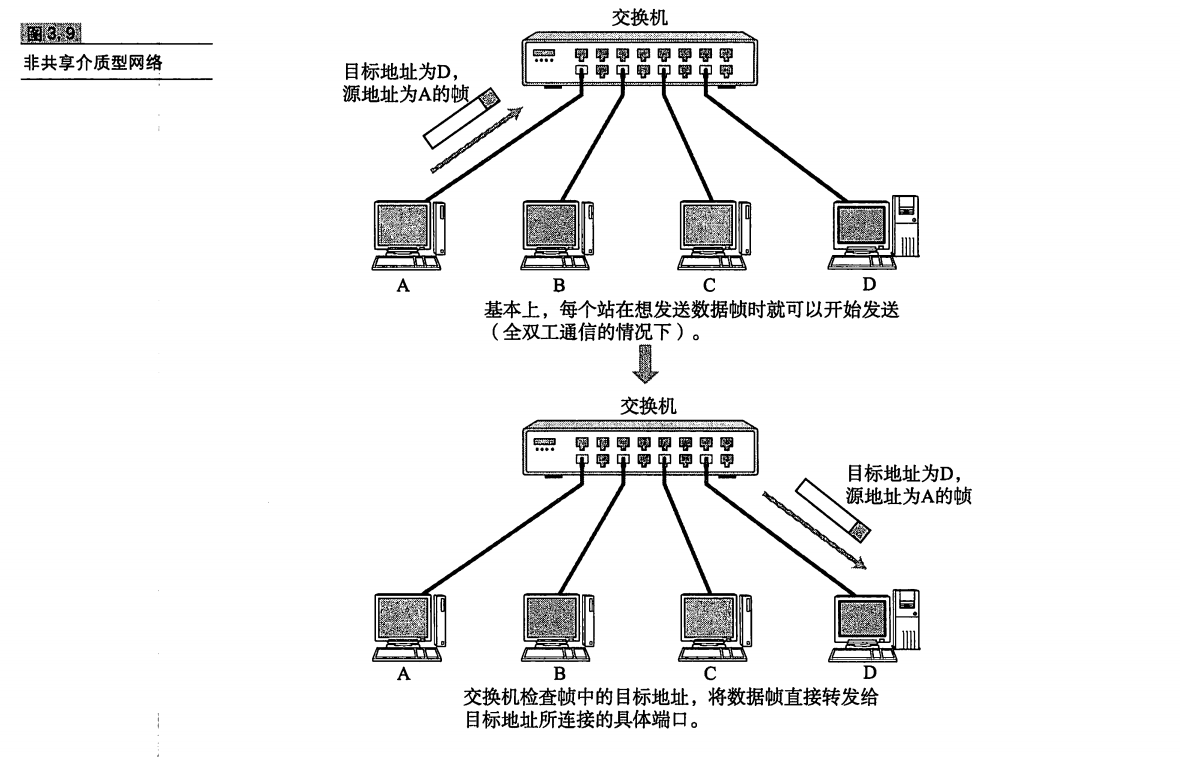 图3.9
非共享介质型网络
交换机
目标地址为D，
源地址为A的帧
A
B
C
D
基本上，每个站在想发送数据帧时就可以开始发送
（全双工通信的情况下）。
交换机
目标地址为D，
源地址为A的帧
A
B
C
D
交换机检查帧中的目标地址，将数据帧直接转发给
目标地址所连接的具体端口。